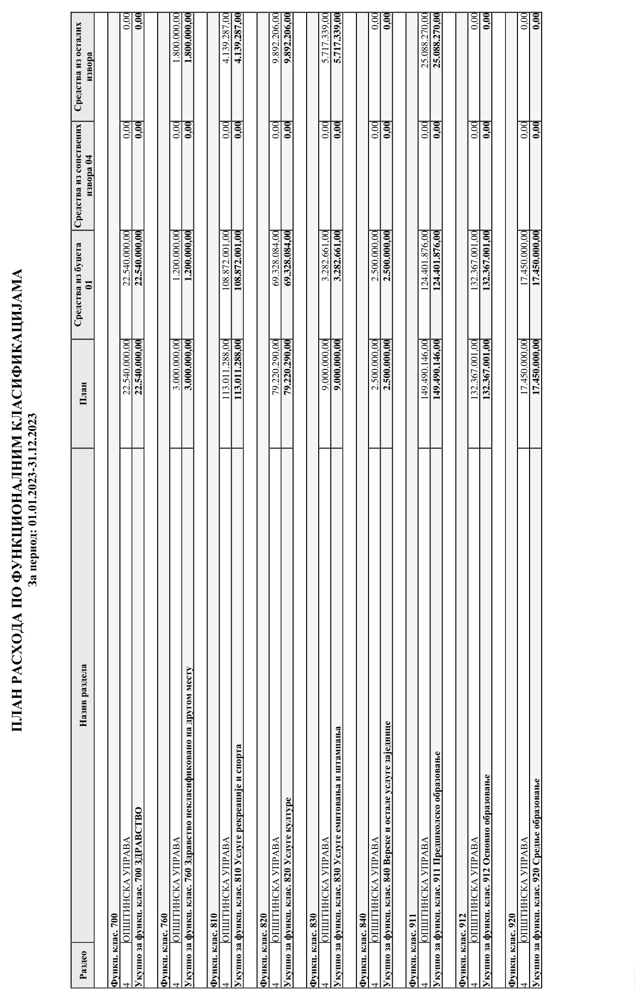 ПЛАН РАСХОДА ПО ФУНКЦИОНАЛНИМ КЛАСИФИКАЦИЈАМА
За период: 01.01.2023-31.12.2023
Раздео Назив раздела План Средства из буџета 01 Средства из сопствених извора 04 Средства из осталих извора
Функц. клас. 700
4 ОПШТИНСКА УПРАВА 22.540.000,00 22.540.000,00 0,00 0,00
Укупно за функц. клас. 700 ЗДРАВСТВО 22.540.000,00 22.540.000,00 0,00 0,00
Функц. клас. 760
4 ОПШТИНСКА УПРАВА 3.000.000,00 1.200.000,00 0,00 1.800.000,00
Укупно за функц. клас. 760 Здравство некласификовано на другом месту 3.000.000,00 1.200.000,00 0,00 1.800.000,00
Функц. клас. 810
4 ОПШТИНСКА УПРАВА 113.011.288,00 108.872.001,00 0,00 4.139.287,00
Укупно за функц. клас. 810 Услуге рекреације и спорта 113.011.288,00 108.872.001,00 0,00 4.139.287,00
Функц. клас. 820
4 ОПШТИНСКА УПРАВА 79.220.290,00 69.328.084,00 0,00 9.892.206,00
Укупно за функц. клас. 820 Услуге културе 79.220.290,00 69.328.084,00 0,00 9.892.206,00
Функц. клас. 830
4 ОПШТИНСКА УПРАВА 9.000.000,00 3.282.661,00 0,00 5.717.339,00
Укупно за функц. клас. 830 Услуге емитовања и штампања 9.000.000,00 3.282.661,00 0,00 5.717.339,00
Функц. клас. 840
4 ОПШТИНСКА УПРАВА 2.500.000,00 2.500.000,00 0,00 0,00
Укупно за функц. клас. 840 Верске и остале услуге заједнице 2.500.000,00 2.500.000,00 0,00 0,00
Функц. клас. 911
4 ОПШТИНСКА УПРАВА 149.490.146,00 124.401.876,00 0,00 25.088.270,00
Укупно за функц. клас. 911 Предшколско образовање 149.490.146,00 124.401.876,00 0,00 25.088.270,00
Функц. клас. 912
4 ОПШТИНСКА УПРАВА 132.367.001,00 132.367.001,00 0,00 0,00
Укупно за функц. клас. 912 Основно образовање 132.367.001,00 132.367.001,00 0,00 0,00
Функц. клас. 920
4 ОПШТИНСКА УПРАВА 17.450.000,00 17.450.000,00 0,00 0,00
Укупно за функц. клас. 920 Средње образовање 17.450.000,00 17.450.000,00 0,00 0,00